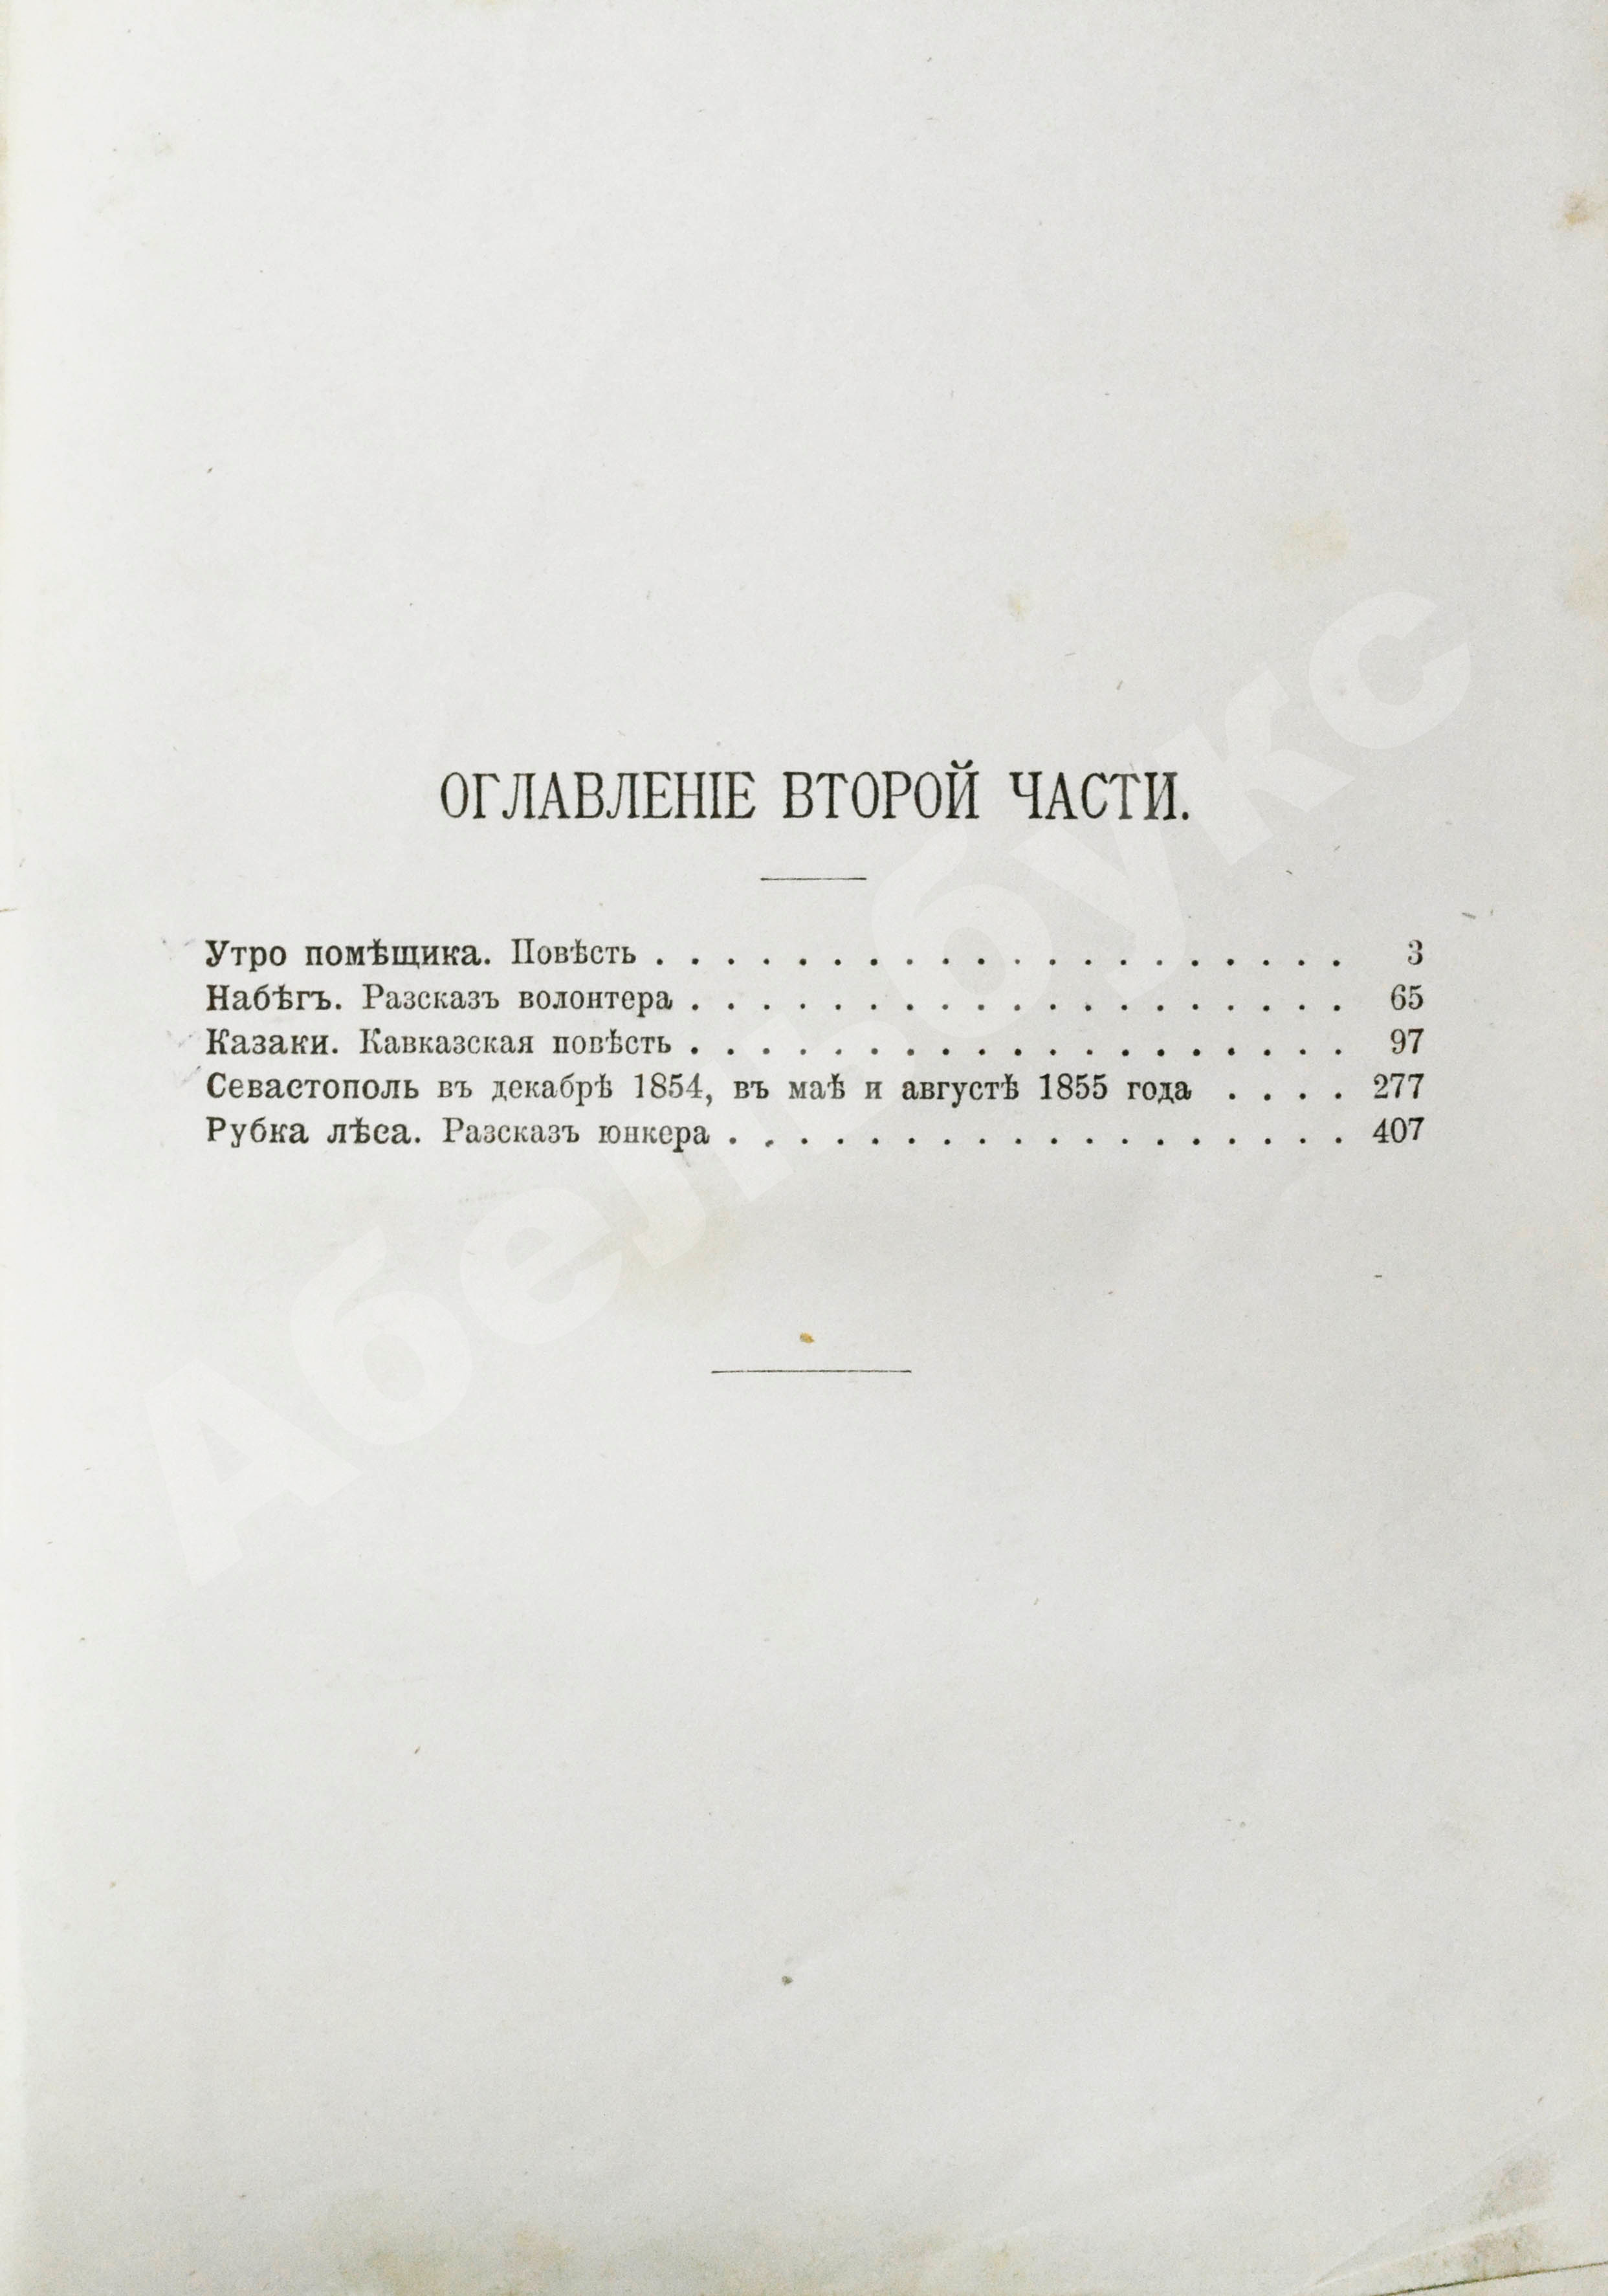 ОГЛАВЛЕНІЕ ВТОРОЙ ЧАСТИ.
Утро помѣщика. Повѣсть . . . . . . . . . . . . . . . . . . . . 3
Набѣгъ. Разсказъ волонтера . . . . . . . . . . . . . . . . . . . 65
Казаки. Кавказская повѣсть . . . . . . . . . . . . . . . . . . . 97
Севастополь въ декабрѣ 1854, въ маѣ и августѣ 1855 года . . . . 277
Рубка лѣса. Разсказъ юнкера . . . . . . . . . . . . . . . . . . 407
Абельбукс